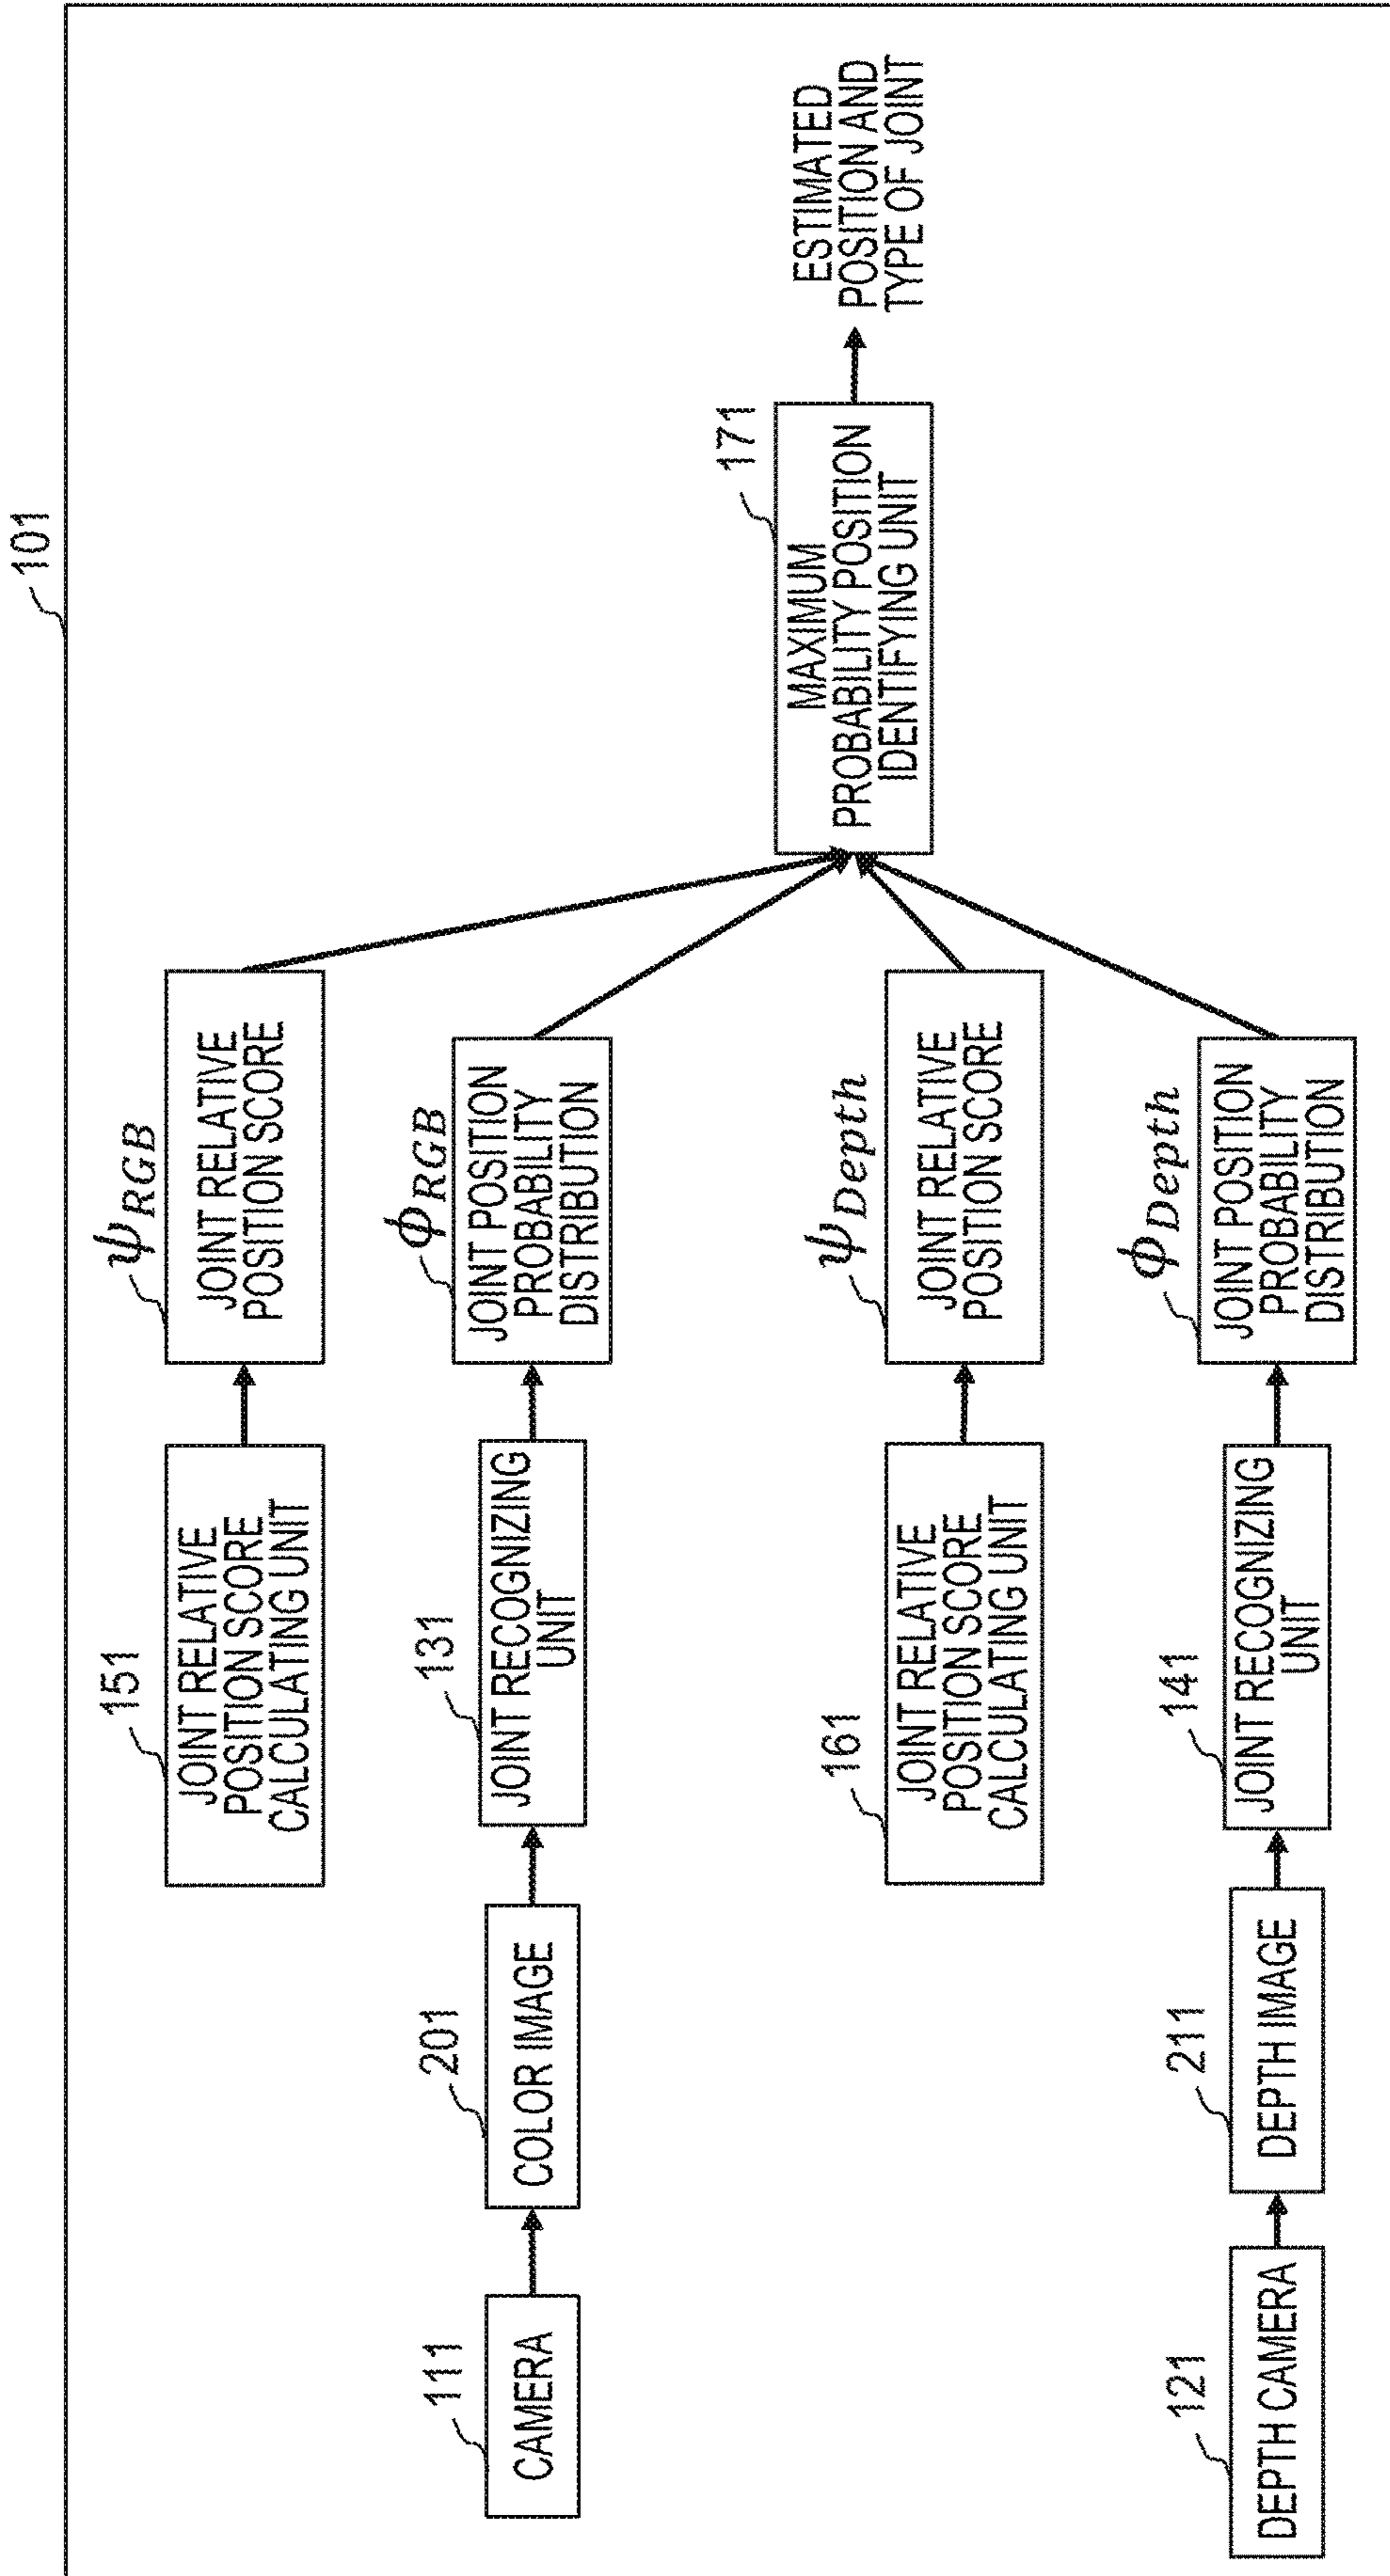 101
151
JOINT RELATIVE
POSITION SCORE
CALCULATING UNIT
ψRGB
JOINT RELATIVE
POSITION SCORE
111
CAMERA
201
COLOR IMAGE
131
JOINT RECOGNIZING
UNIT
ϕRGB
JOINT POSITION
PROBABILITY
DISTRIBUTION
171
MAXIMUM
PROBABILITY POSITION
IDENTIFYING UNIT
ESTIMATED
POSITION AND
TYPE OF JOINT
161
JOINT RELATIVE
POSITION SCORE
CALCULATING UNIT
ψDepth
JOINT RELATIVE
POSITION SCORE
121
DEPTH CAMERA
211
DEPTH IMAGE
141
JOINT RECOGNIZING
UNIT
ϕDepth
JOINT POSITION
PROBABILITY
DISTRIBUTION